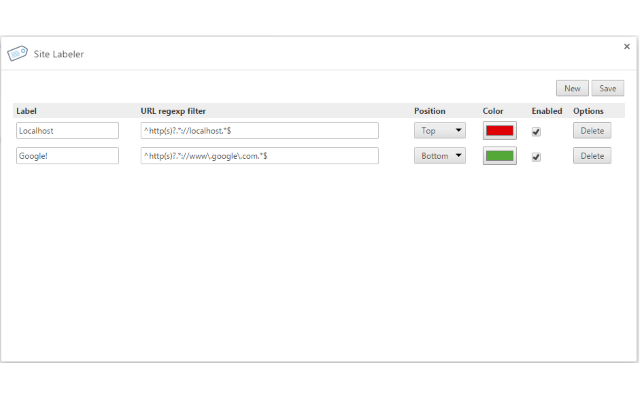 Site Labeler ×
New Save
Label URL regexp filter Position Color Enabled Options
Localhost ^http(s)?.*://localhost.*$ Top Delete
Google! ^http(s)?.*://www\.google\.com.*$ Bottom Delete